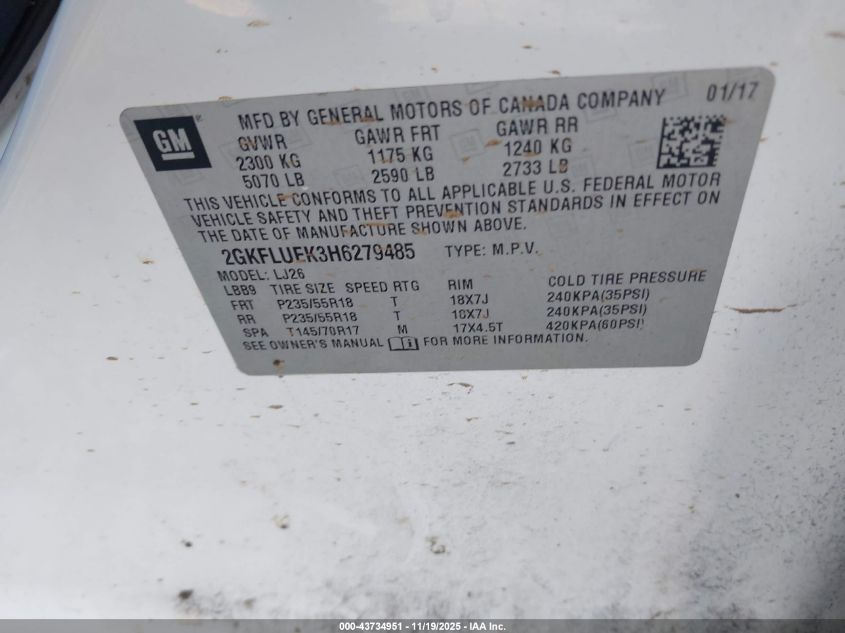 GM
MFD BY GENERAL MOTORS OF CANADA COMPANY 01/17
GVWR GAWR FRT GAWR RR
2300 KG 1175 KG 1240 KG
5070 LB 2590 LB 2733 LB
THIS VEHICLE CONFORMS TO ALL APPLICABLE U.S. FEDERAL MOTOR
VEHICLE SAFETY AND THEFT PREVENTION STANDARDS IN EFFECT ON
THE DATE OF MANUFACTURE SHOWN ABOVE.
2GKFLUEK3H6279485 TYPE: M.P.V.
MODEL: LJ26
LBB9 TIRE SIZE SPEED RTG RIM COLD TIRE PRESSURE
FRT P235/55R18 T 18X7J 240KPA(35PSI)
RR P235/55R18 T 18X7J 240KPA(35PSI)
SPA T145/70R17 M 17X4.5T 420KPA(60PSI)
SEE OWNER'S MANUAL FOR MORE INFORMATION.
000-43734951 - 11/19/2025 - IAA Inc.